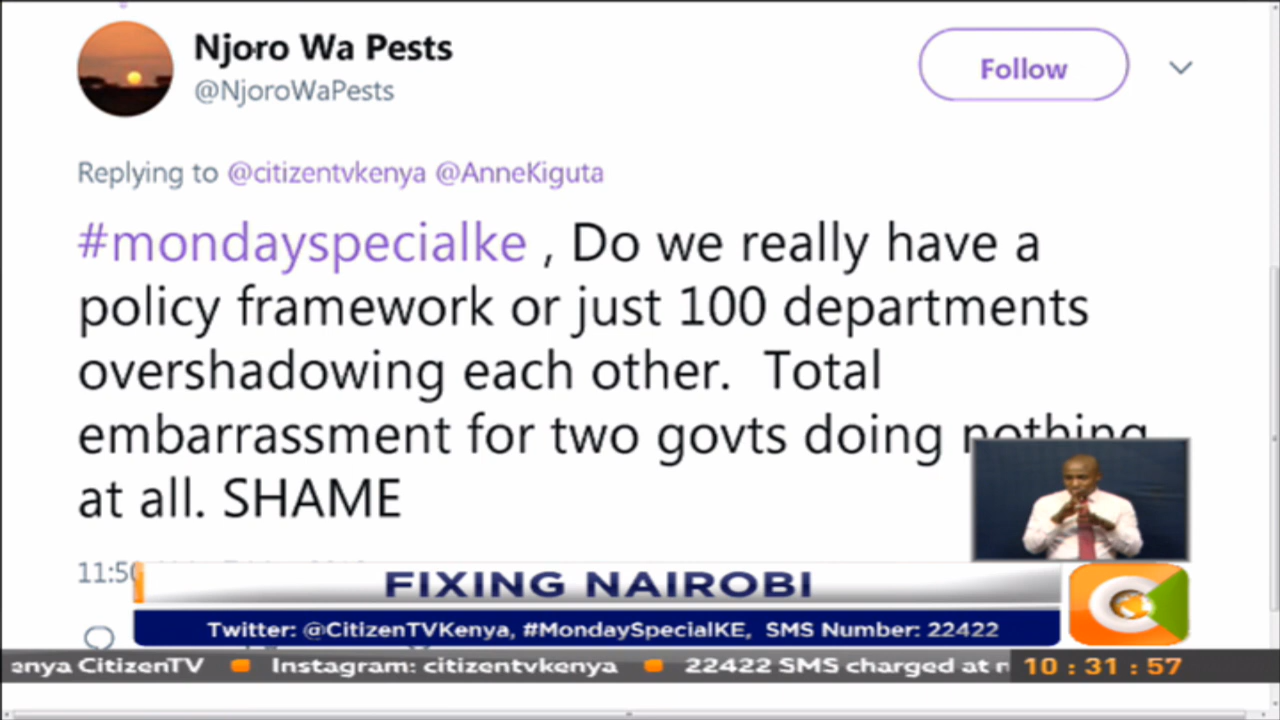 Njoro Wa Pests
@NjoroWaPests
Follow
Replying to @citizentvkenya @AnneKiguta
#mondayspecialke , Do we really have a
policy framework or just 100 departments
overshadowing each other. Total
embarrassment for two govts doing nothing
at all. SHAME
FIXING NAIROBI
Twitter: @CitizenTVKenya, #MondaySpecialKE, SMS Number: 22422
CitizenTV Instagram: citizentvkenya 22422 SMS charged at 10:31:57